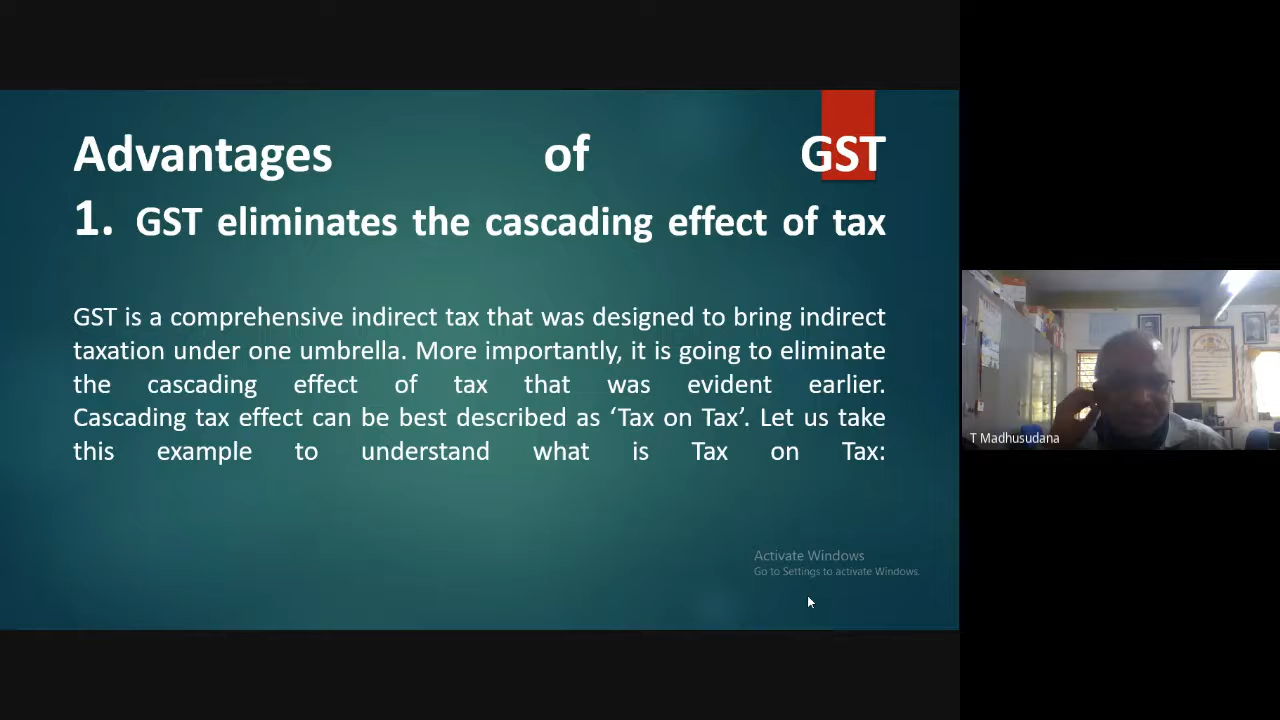 Advantages of GST
1. GST eliminates the cascading effect of tax
GST is a comprehensive indirect tax that was designed to bring indirect
taxation under one umbrella. More importantly, it is going to eliminate
the cascading effect of tax that was evident earlier.
Cascading tax effect can be best described as ‘Tax on Tax’. Let us take
this example to understand what is Tax on Tax:
Activate Windows
Go to Settings to activate Windows.
T Madhusudana